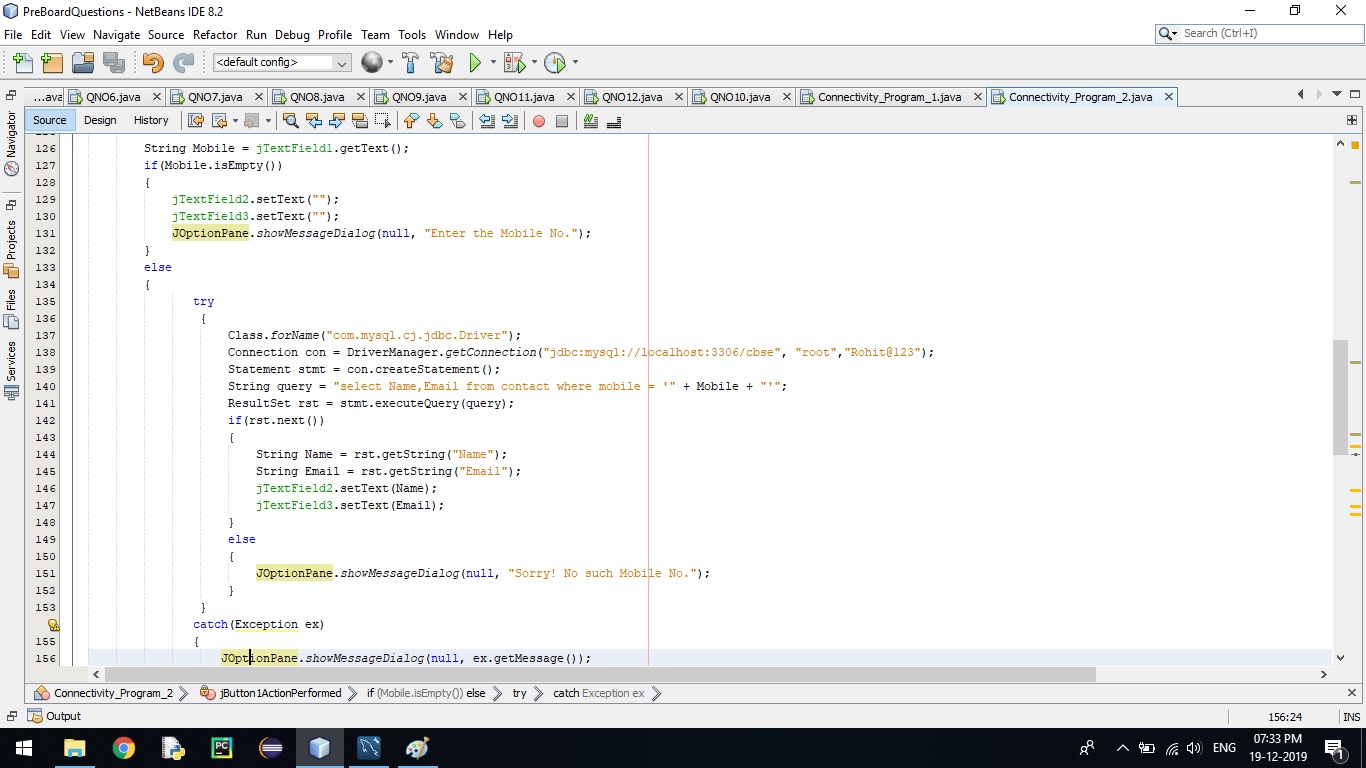 PreBoardQuestions - NetBeans IDE 8.2
File Edit View Navigate Source Refactor Run Debug Profile Team Tools Window Help
Search (Ctrl+I)
<default config>
...ava QNO6.java QNO7.java QNO8.java QNO9.java QNO11.java QNO12.java QNO10.java Connectivity_Program_1.java Connectivity_Program_2.java
Source Design History
Navigator
Projects
Files
Services
126 String Mobile = jTextField1.getText();
127 if(Mobile.isEmpty())
128 {
129 jTextField2.setText("");
130 jTextField3.setText("");
131 JOptionPane.showMessageDialog(null, "Enter the Mobile No.");
132 }
133 else
134 {
135 try
136 {
137 Class.forName("com.mysql.cj.jdbc.Driver");
138 Connection con = DriverManager.getConnection("jdbc:mysql://localhost:3306/cbse", "root","Rohit@123");
139 Statement stmt = con.createStatement();
140 String query = "select Name,Email from contact where mobile = '" + Mobile + "'";
141 ResultSet rst = stmt.executeQuery(query);
142 if(rst.next())
143 {
144 String Name = rst.getString("Name");
145 String Email = rst.getString("Email");
146 jTextField2.setText(Name);
147 jTextField3.setText(Email);
148 }
149 else
150 {
151 JOptionPane.showMessageDialog(null, "Sorry! No such Mobile No.");
152 }
153 }
catch(Exception ex)
155 {
156 JOptionPane.showMessageDialog(null, ex.getMessage());
Connectivity_Program_2 jButton1ActionPerformed if (Mobile.isEmpty()) else try catch Exception ex
Output
156:24 INS
ENG
07:33 PM
19-12-2019
1